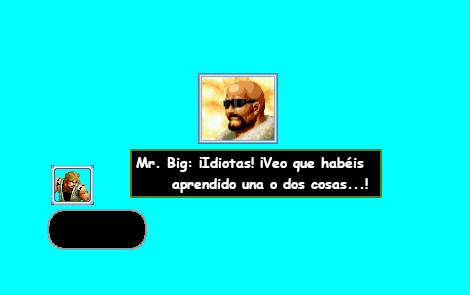 Mr. Big: ¡Idiotas! ¡Veo que habéis
aprendido una o dos cosas...!